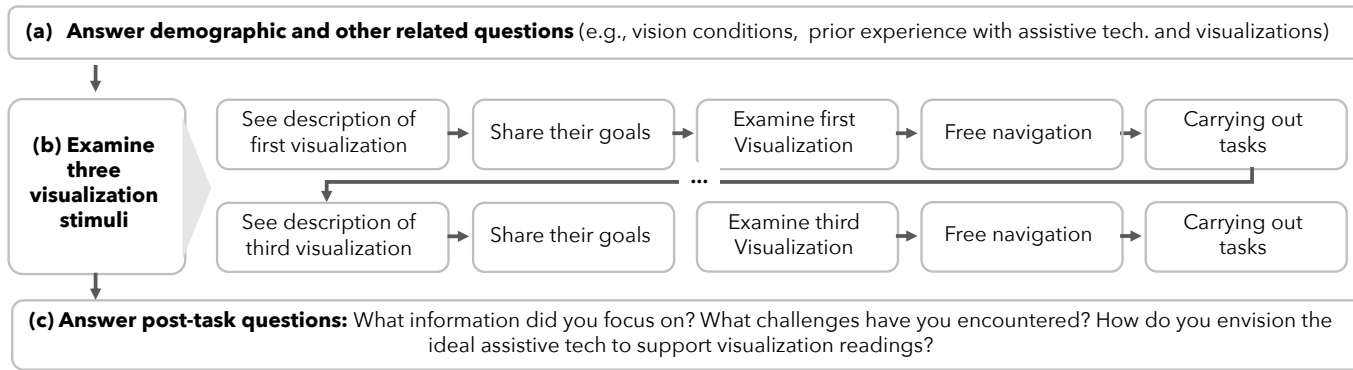 (a) Answer demographic and other related questions (e.g., vision conditions, prior experience with assistive tech. and visualizations)
(b) Examine
three
visualization
stimuli
See description of
first visualization
Share their goals
Examine first
Visualization
Free navigation
Carrying out
tasks
...
See description of
third visualization
Share their goals
Examine third
Visualization
Free navigation
Carrying out
tasks
(c) Answer post-task questions: What information did you focus on? What challenges have you encountered? How do you envision the
ideal assistive tech to support visualization readings?